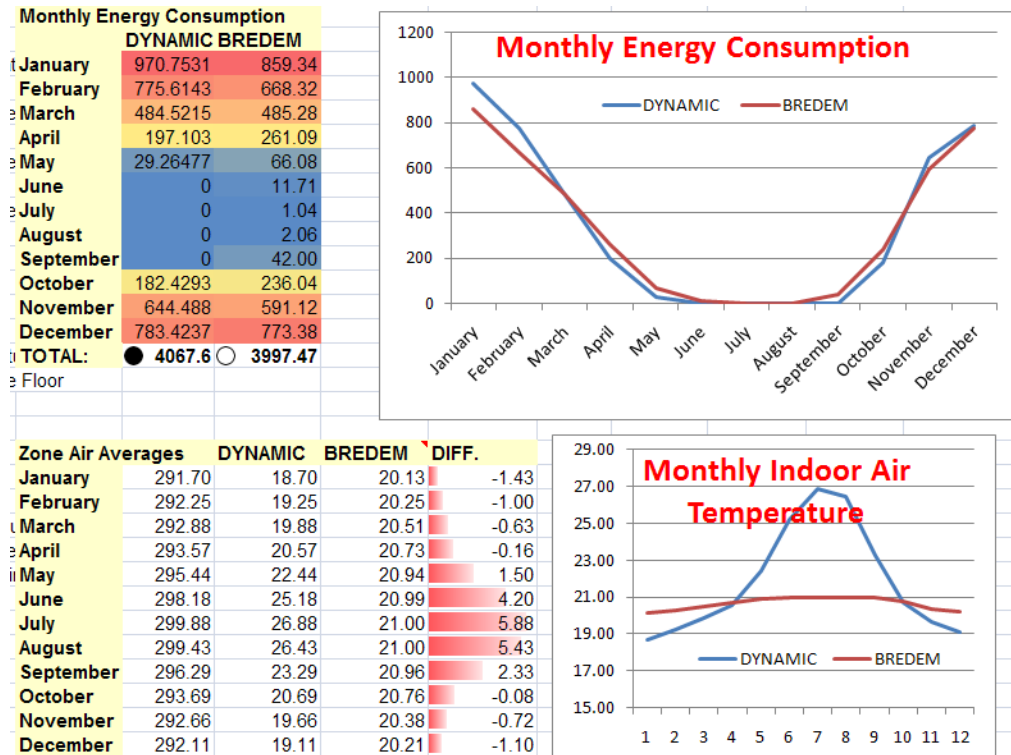 Monthly Energy Consumption
DYNAMIC BREDEM
January 970.7531 859.34
February 775.6143 668.32
March 484.5215 485.28
April 197.103 261.09
May 29.26477 66.08
June 0 11.71
July 0 1.04
August 0 2.06
September 0 42.00
October 182.4293 236.04
November 644.488 591.12
December 783.4237 773.38
TOTAL: 4067.6 3997.47
e Floor
Monthly Energy Consumption
DYNAMIC BREDEM
1200
1000
800
600
400
200
0
January February March April May June July August September October November December
Zone Air Averages DYNAMIC BREDEM DIFF.
January 291.70 18.70 20.13 -1.43
February 292.25 19.25 20.25 -1.00
March 292.88 19.88 20.51 -0.63
April 293.57 20.57 20.73 -0.16
May 295.44 22.44 20.94 1.50
June 298.18 25.18 20.99 4.20
July 299.88 26.88 21.00 5.88
August 299.43 26.43 21.00 5.43
September 296.29 23.29 20.96 2.33
October 293.69 20.69 20.76 -0.08
November 292.66 19.66 20.38 -0.72
December 292.11 19.11 20.21 -1.10
Monthly Indoor Air
Temperature
29.00
27.00
25.00
23.00
21.00
19.00
17.00
15.00
DYNAMIC BREDEM
1 2 3 4 5 6 7 8 9 10 11 12